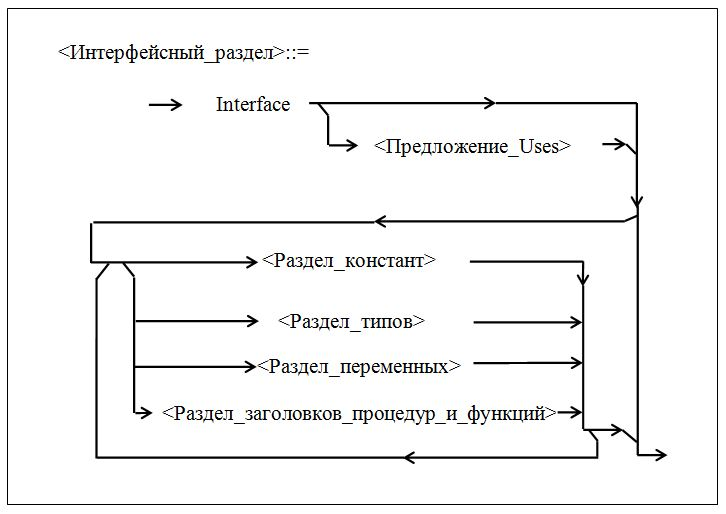 <Интерфейсный_раздел>::=
Interface
<Предложение_Uses>
<Раздел_констант>
<Раздел_типов>
<Раздел_переменных>
<Раздел_заголовков_процедур_и_функций>